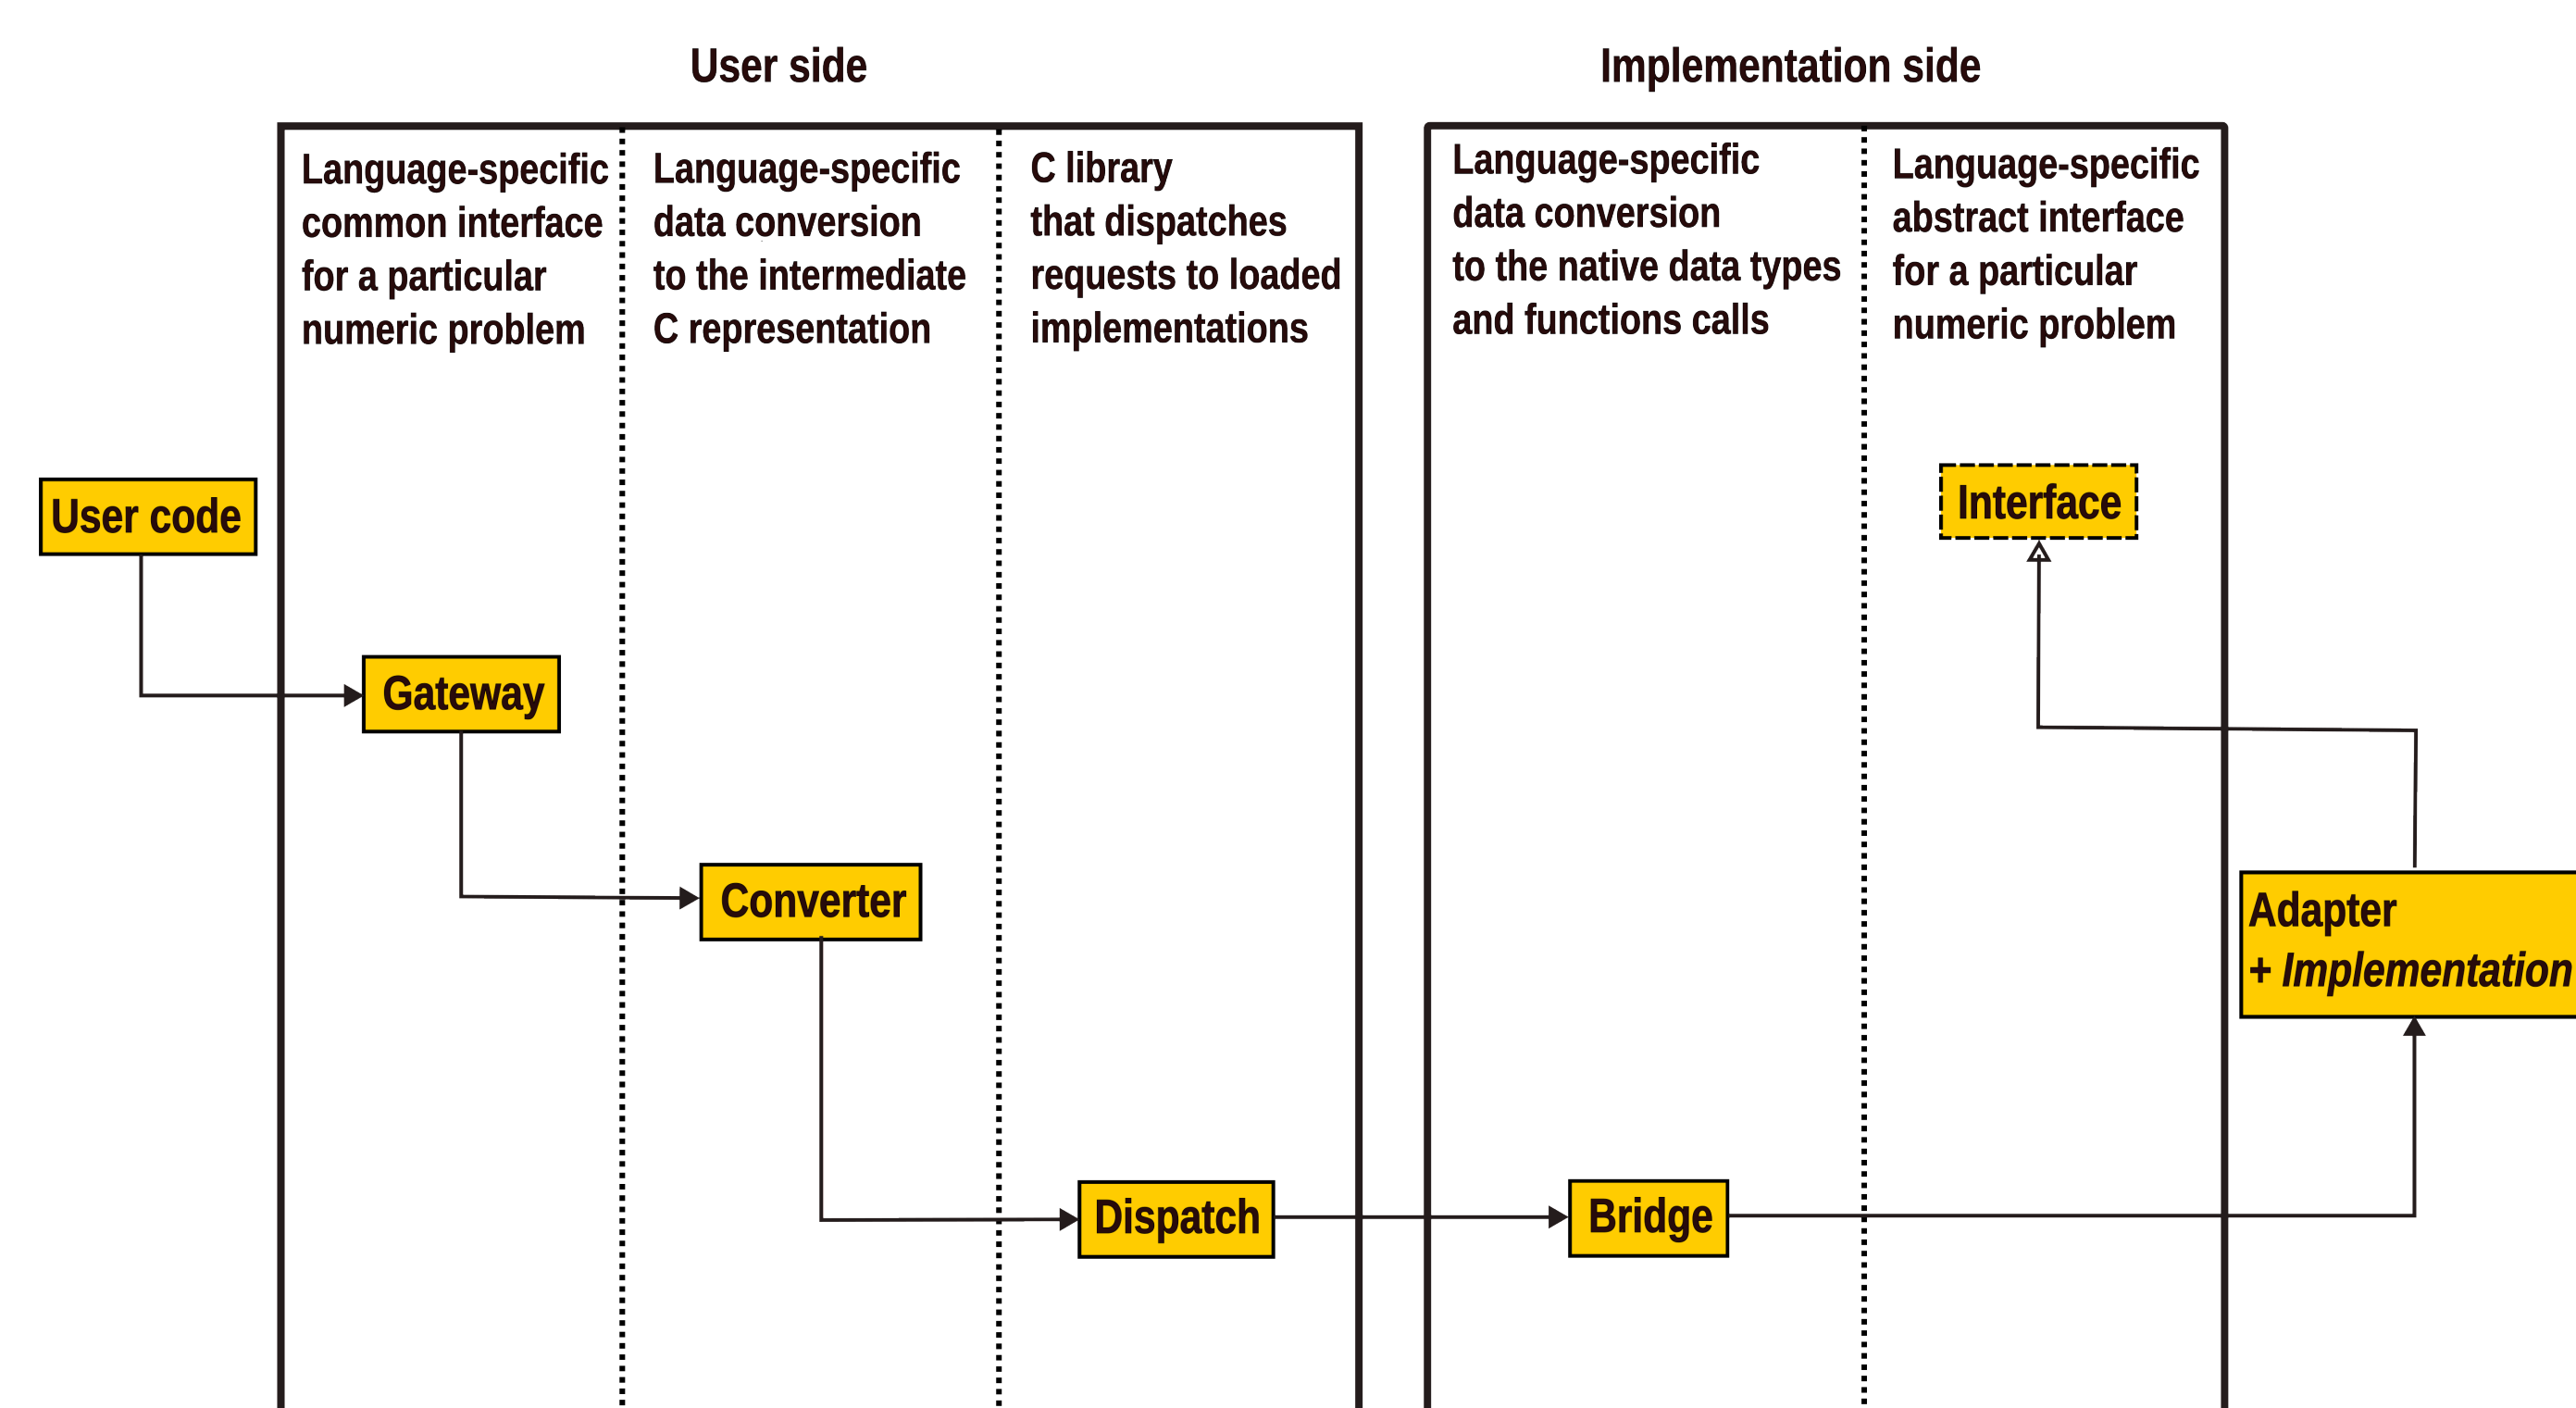 User side
Implementation side
Language-specific
common interface
for a particular
numeric problem
Language-specific
data conversion
to the intermediate
C representation
C library
that dispatches
requests to loaded
implementations
Language-specific
data conversion
to the native data types
and functions calls
Language-specific
abstract interface
for a particular
numeric problem
User code
Interface
Gateway
Converter
Adapter
+ Implementation
Dispatch
Bridge